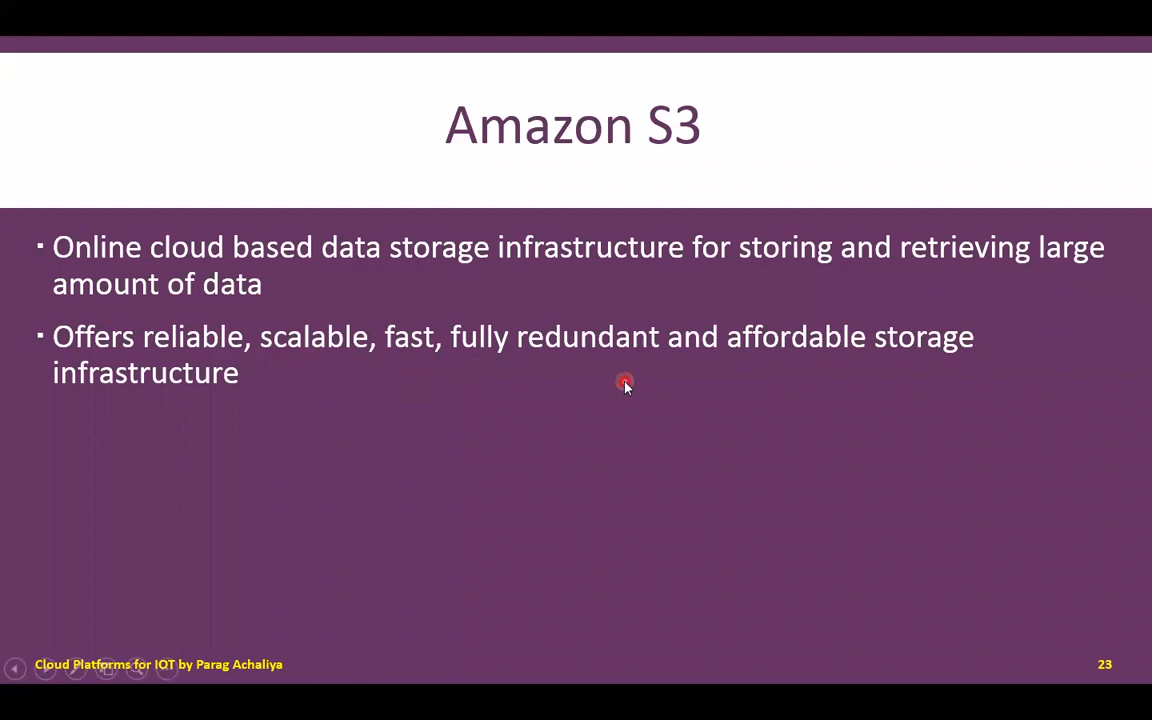 Amazon S3
▪ Online cloud based data storage infrastructure for storing and retrieving large
amount of data
▪ Offers reliable, scalable, fast, fully redundant and affordable storage
infrastructure
Cloud Platforms for IOT by Parag Achaliya
23